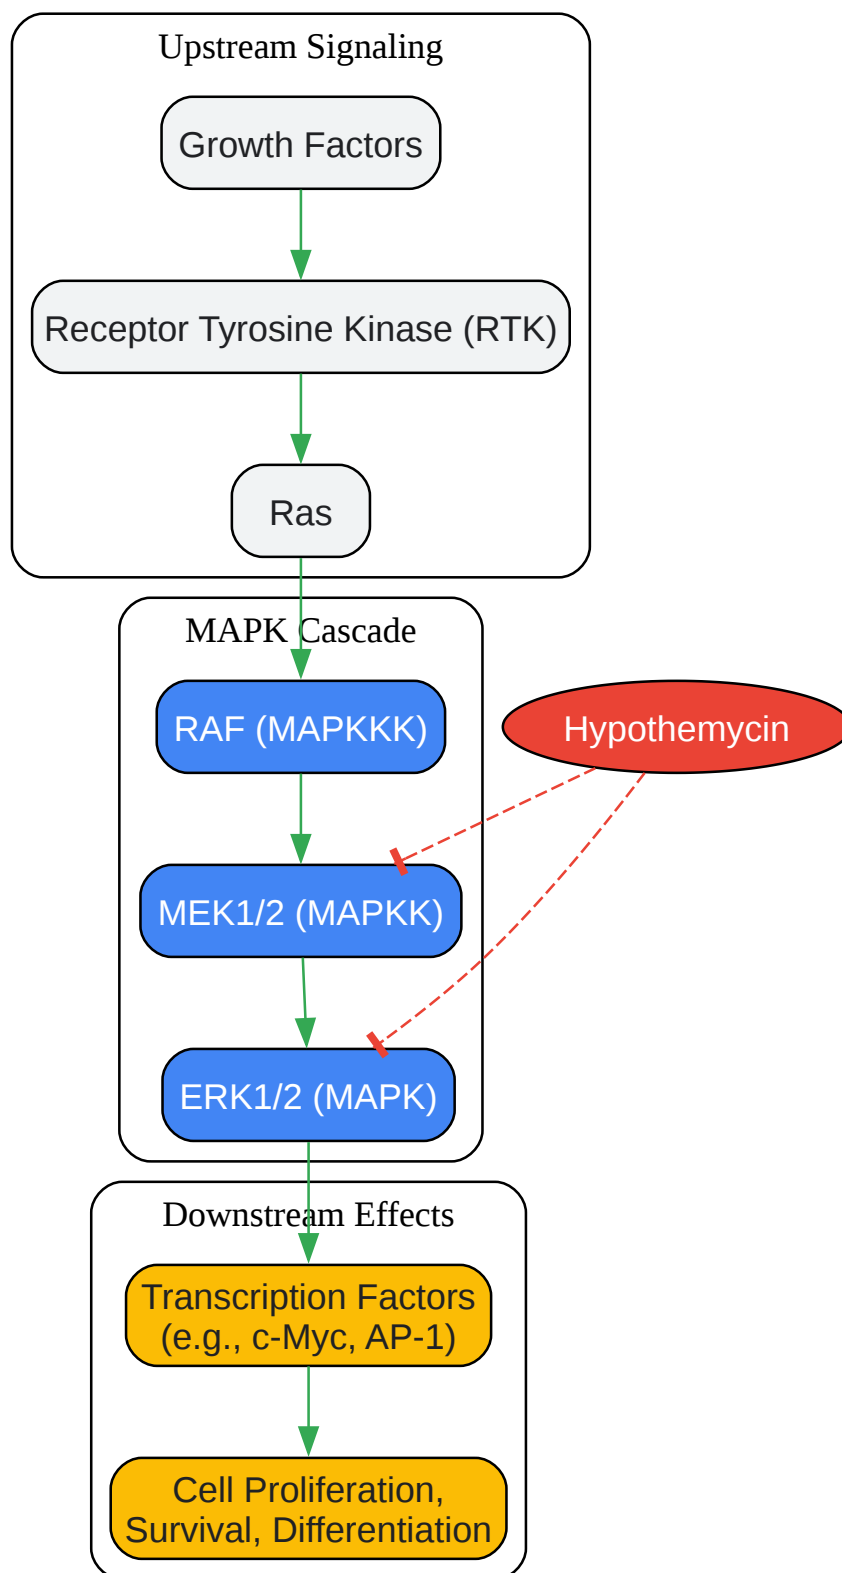 Upstream Signaling
Growth Factors
Receptor Tyrosine Kinase (RTK)
Ras
MAPK Cascade
RAF (MAPKKK)
Hypothemycin
MEK1/2 (MAPKK)
ERK1/2 (MAPK)
Downstream Effects
Transcription Factors
(e.g., c-Myc, AP-1)
Cell Proliferation,
Survival, Differentiation